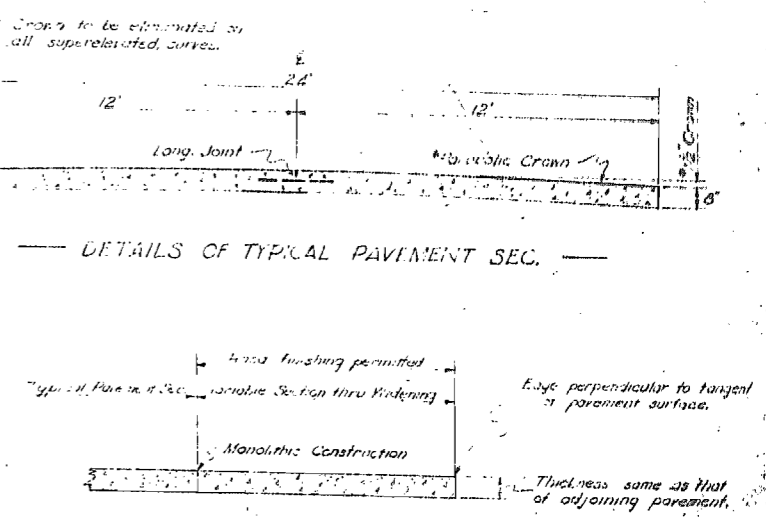 Crown to be eliminated on
all superelevated curves.
℄
24'
12'
12'
Long. Joint
*Parabolic Crown
*½" Crown
8"
DETAILS OF TYPICAL PAVEMENT SEC.
Hand finishing permitted
Typical Pavement Sec.
Variable Section thru Widening
Edge perpendicular to tangent
of pavement surface.
Monolithic Construction
Thickness same as that
of adjoining pavement.